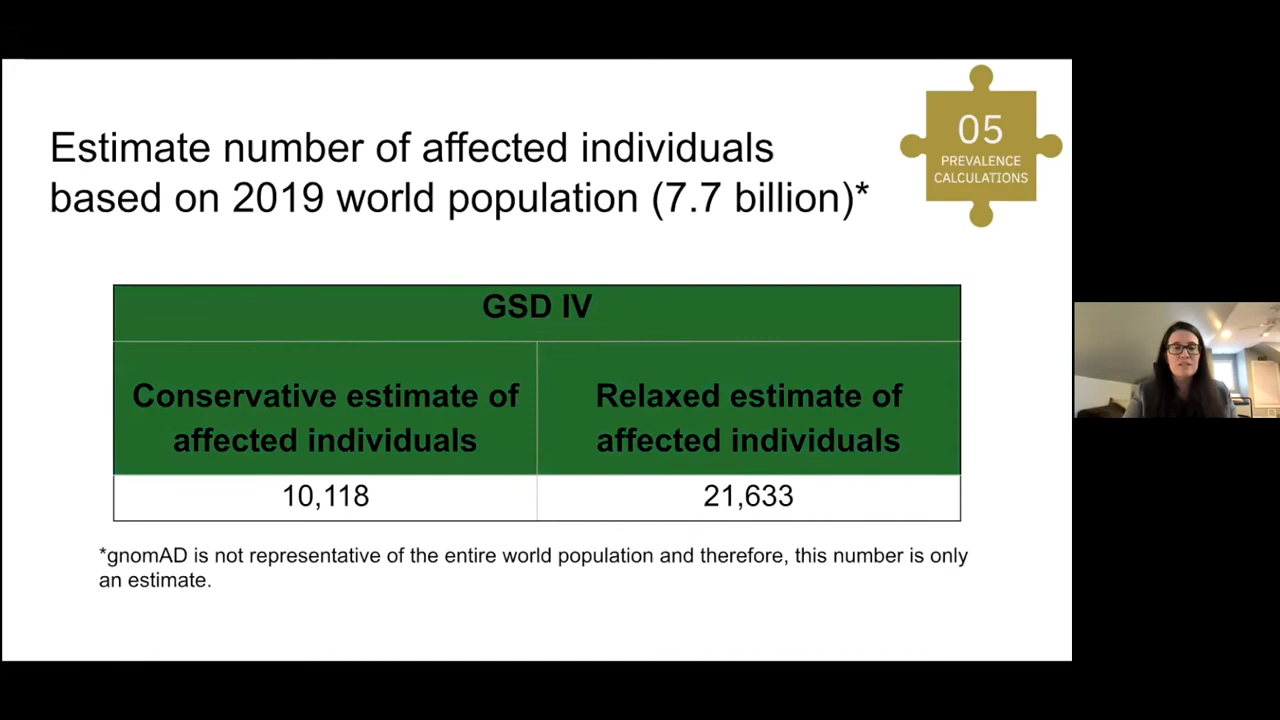 Estimate number of affected individuals
based on 2019 world population (7.7 billion)*
05
PREVALENCE
CALCULATIONS
GSD IV
Conservative estimate of
affected individuals
Relaxed estimate of
affected individuals
10,118
21,633
*gnomAD is not representative of the entire world population and therefore, this number is only
an estimate.